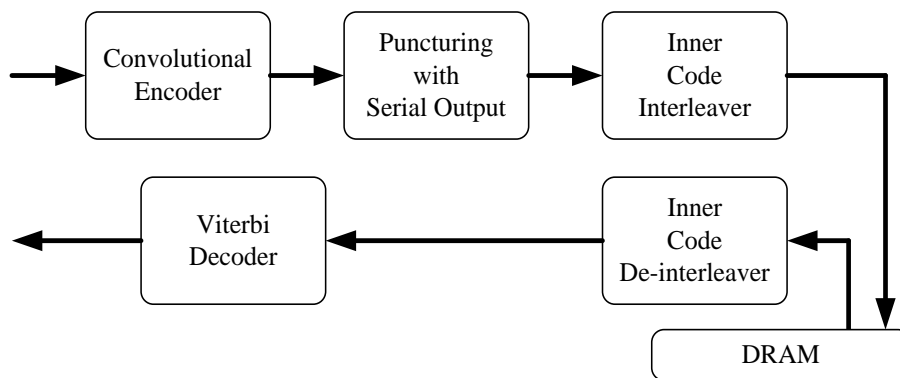 Convolutional
Encoder
Puncturing
with
Serial Output
Inner
Code
Interleaver
Viterbi
Decoder
Inner
Code
De-interleaver
DRAM